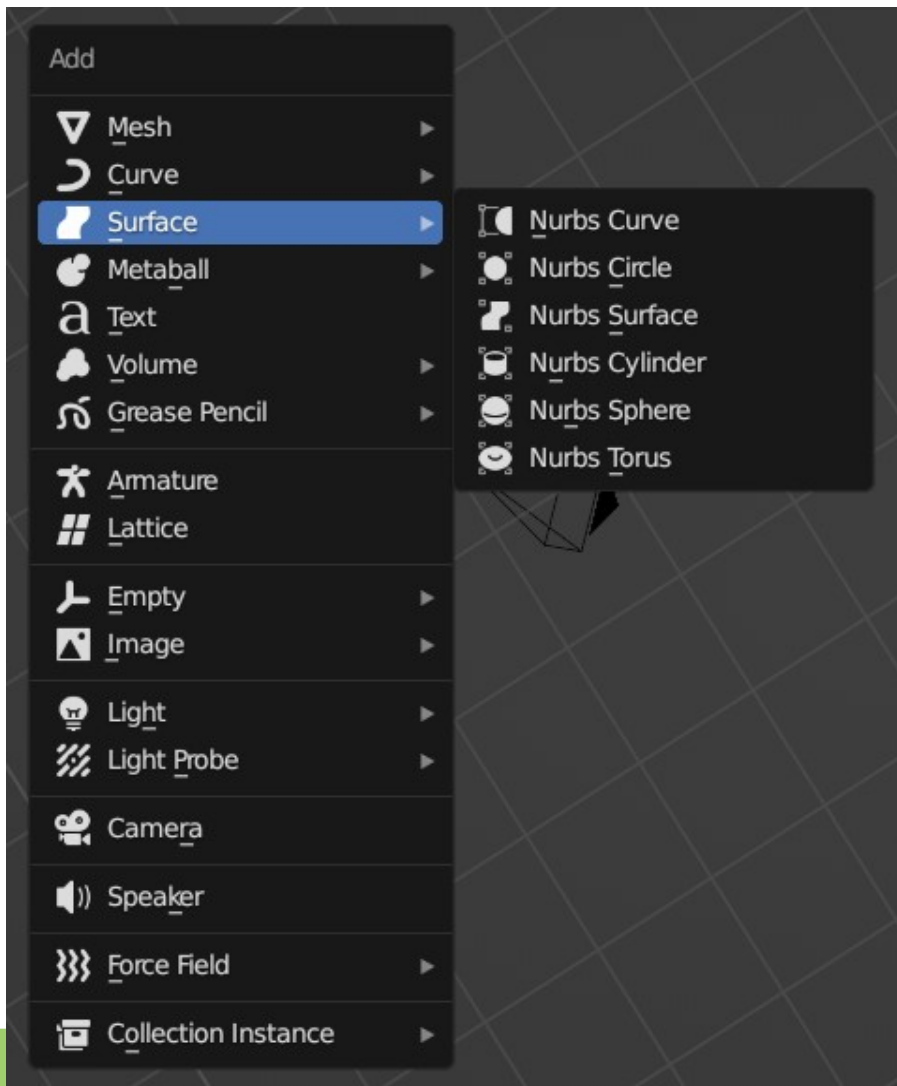 Add
Mesh
Curve
Surface
Metaball
Text
Volume
Grease Pencil
Armature
Lattice
Empty
Image
Light
Light Probe
Camera
Speaker
Force Field
Collection Instance
Nurbs Curve
Nurbs Circle
Nurbs Surface
Nurbs Cylinder
Nurbs Sphere
Nurbs Torus